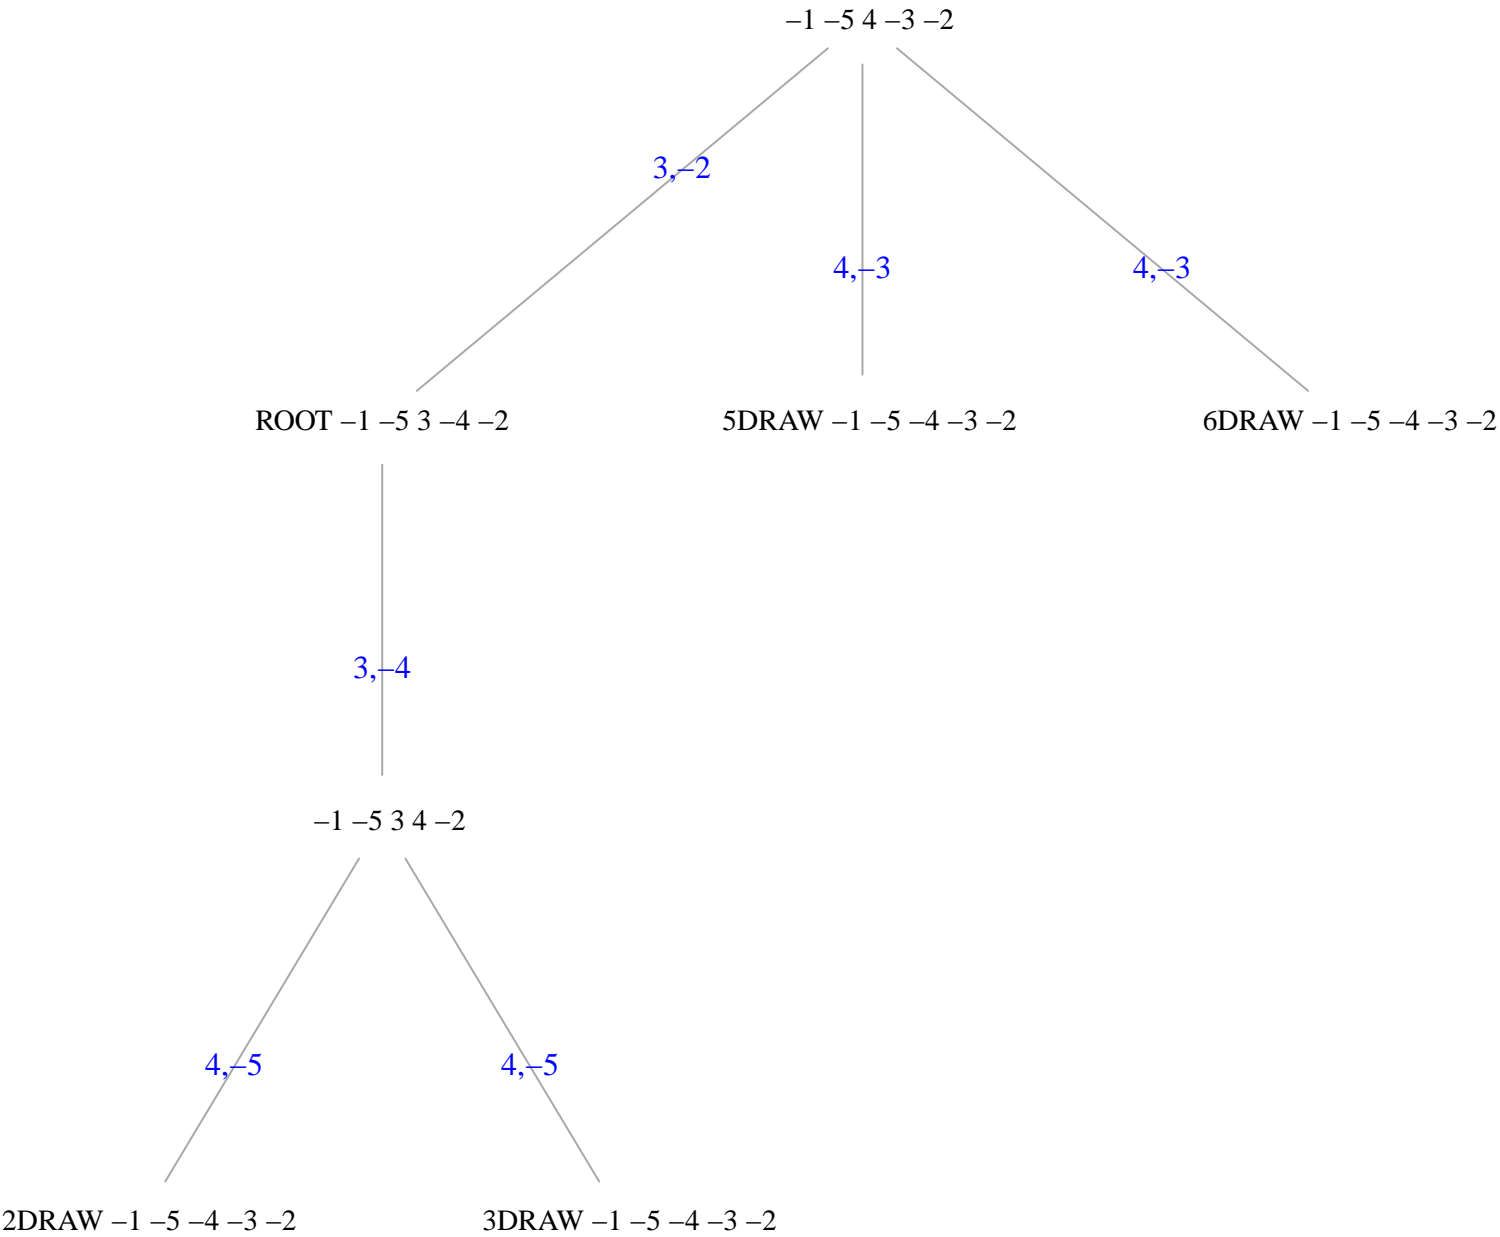 –1 –5 4 –3 –2
3,–2
4,–3
4,–3
ROOT –1 –5 3 –4 –2
5DRAW –1 –5 –4 –3 –2
6DRAW –1 –5 –4 –3 –2
3,–4
–1 –5 3 4 –2
4,–5
4,–5
2DRAW –1 –5 –4 –3 –2
3DRAW –1 –5 –4 –3 –2